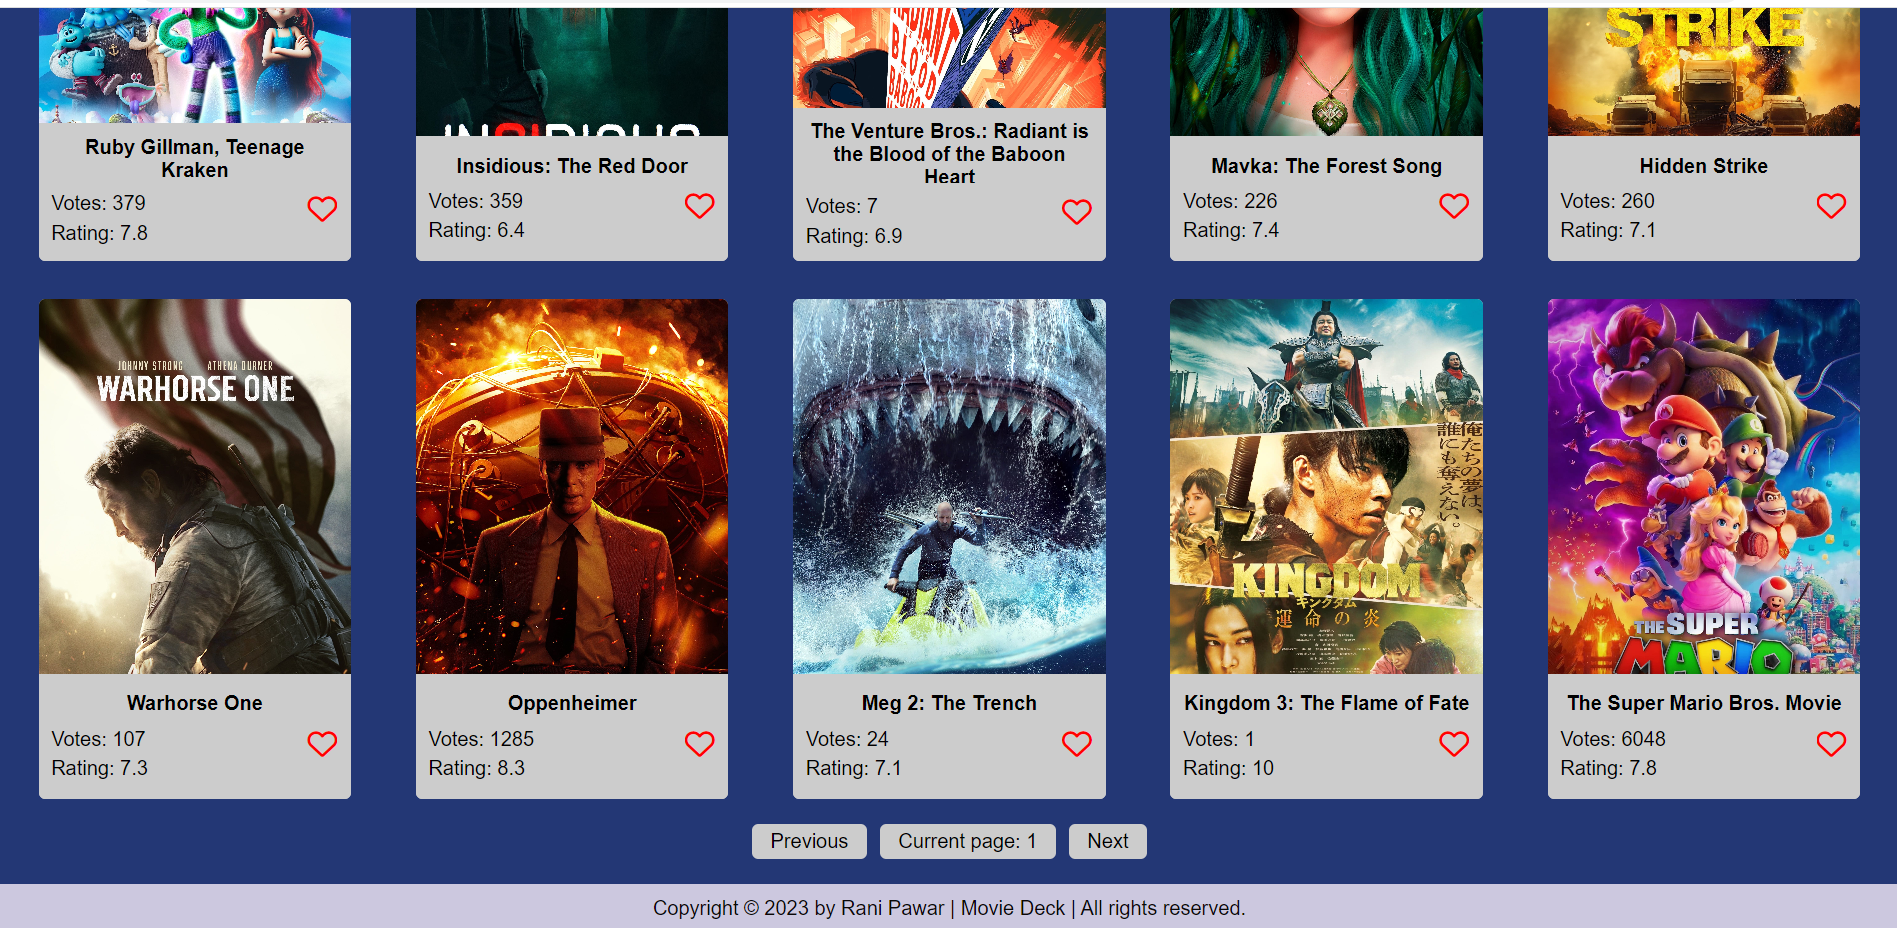 STRIKE
INSIDIOUS
BLOOD
Ruby Gillman, Teenage
Kraken
Votes: 379
Rating: 7.8
Insidious: The Red Door
Votes: 359
Rating: 6.4
The Venture Bros.: Radiant is
the Blood of the Baboon
Heart
Votes: 7
Rating: 6.9
Mavka: The Forest Song
Votes: 226
Rating: 7.4
Hidden Strike
Votes: 260
Rating: 7.1
JOHNNY STRONG ATHENA DURNER
WARHORSE ONE
Warhorse One
Votes: 107
Rating: 7.3
Oppenheimer
Votes: 1285
Rating: 8.3
Meg 2: The Trench
Votes: 24
Rating: 7.1
俺たちの夢は、
誰にも奪えない。
KINGDOM
キングダム
運命の炎
Kingdom 3: The Flame of Fate
Votes: 1
Rating: 10
THE SUPER
MARIO
The Super Mario Bros. Movie
Votes: 6048
Rating: 7.8
Previous
Current page: 1
Next
Copyright © 2023 by Rani Pawar | Movie Deck | All rights reserved.